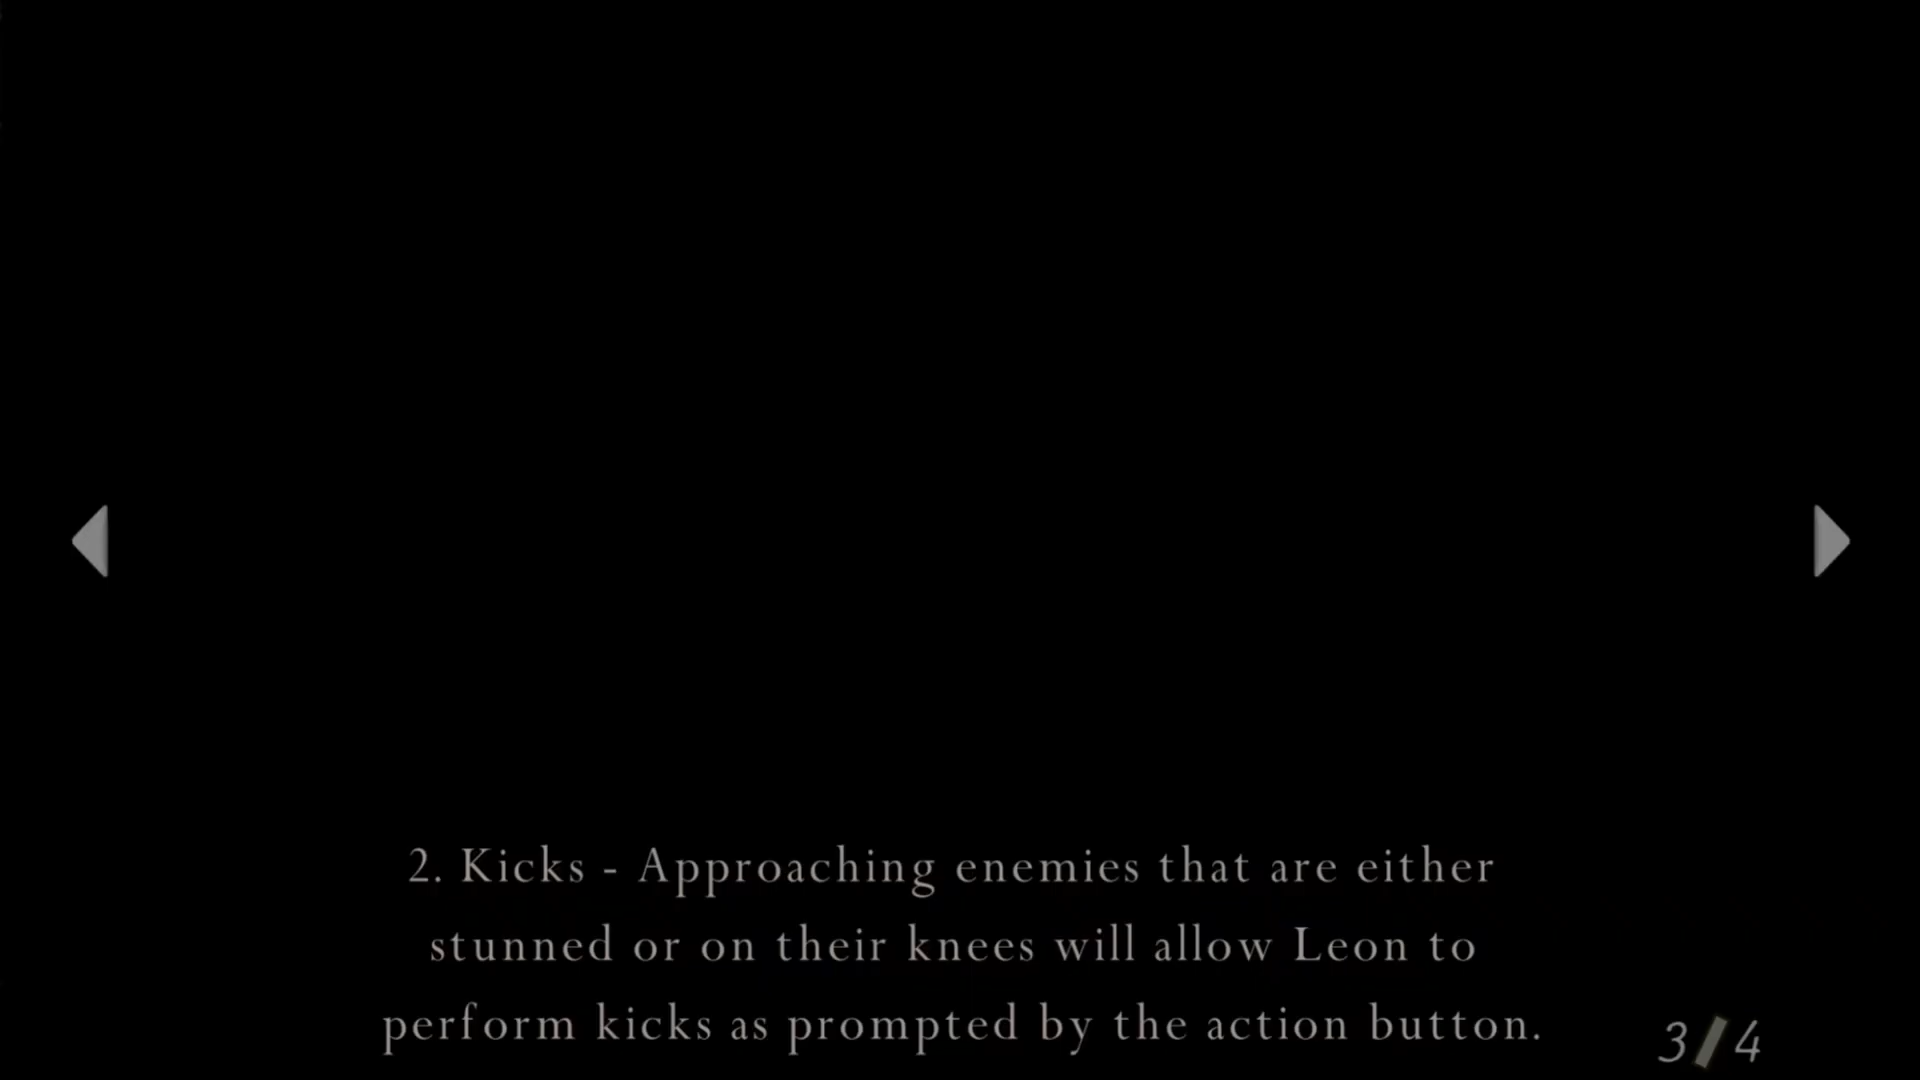 2. Kicks - Approaching enemies that are either
stunned or on their knees will allow Leon to
perform kicks as prompted by the action button.
3/4